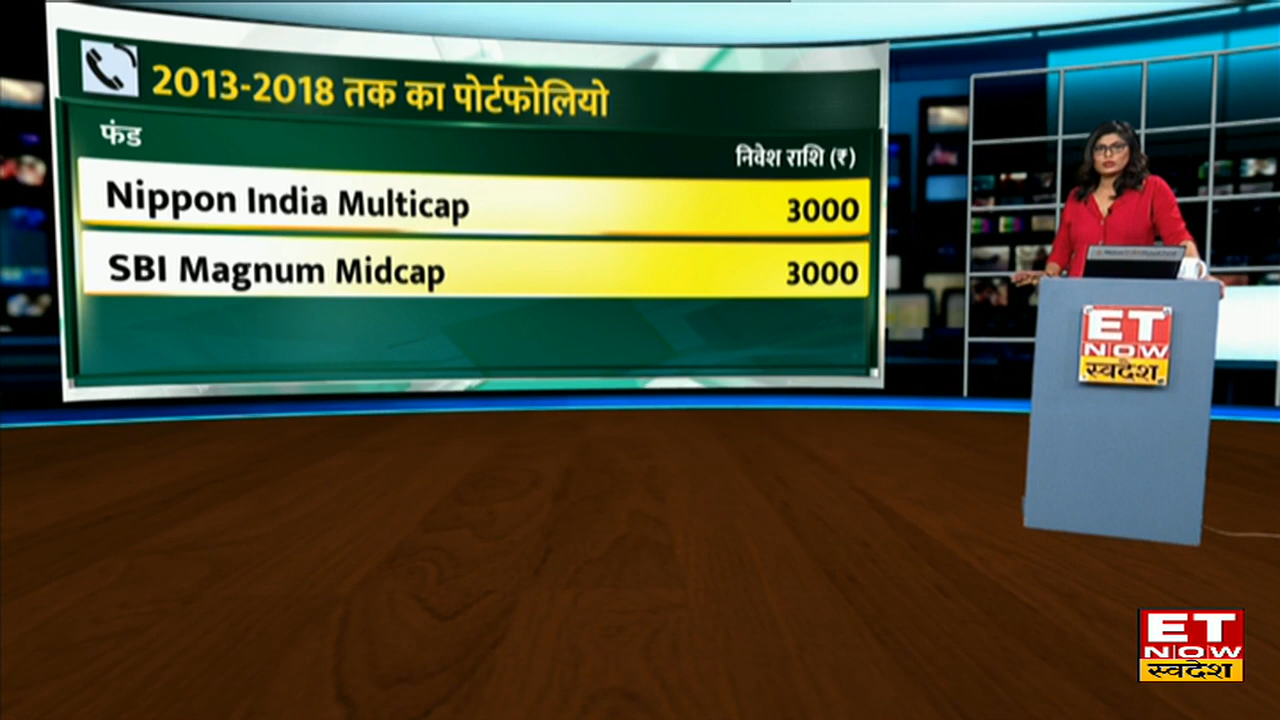 2013-2018 तक का पोर्टफोलियो
फंड
निवेश राशि (₹)
Nippon India Multicap 3000
SBI Magnum Midcap 3000
ET
NOW
स्वदेश
ET
NOW
स्वदेश